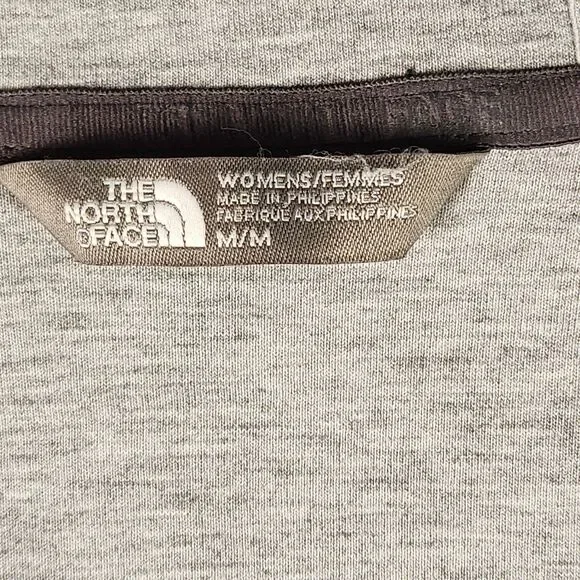 THE
NORTH
FACE
WOMENS/FEMMES
MADE IN PHILIPPINES
FABRIQUE AUX PHILIPPINES
M/M